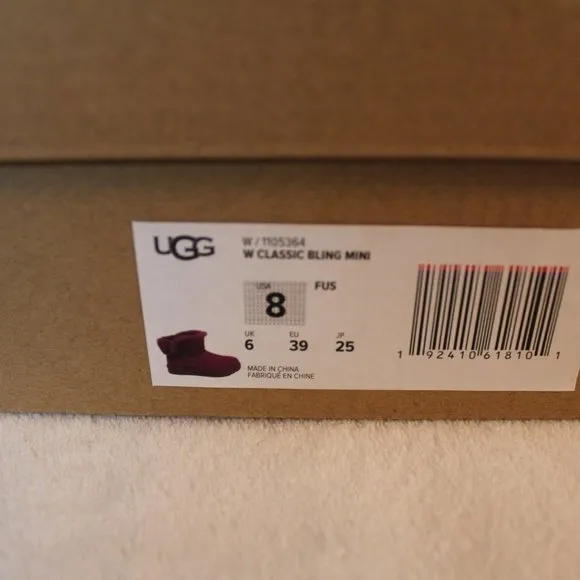 UGG
W / 1105364
W CLASSIC BLING MINI
USA
8
FUS
UK EU JP
6 39 25
MADE IN CHINA
FABRIQUÉ EN CHINE
1 92410 61810 1